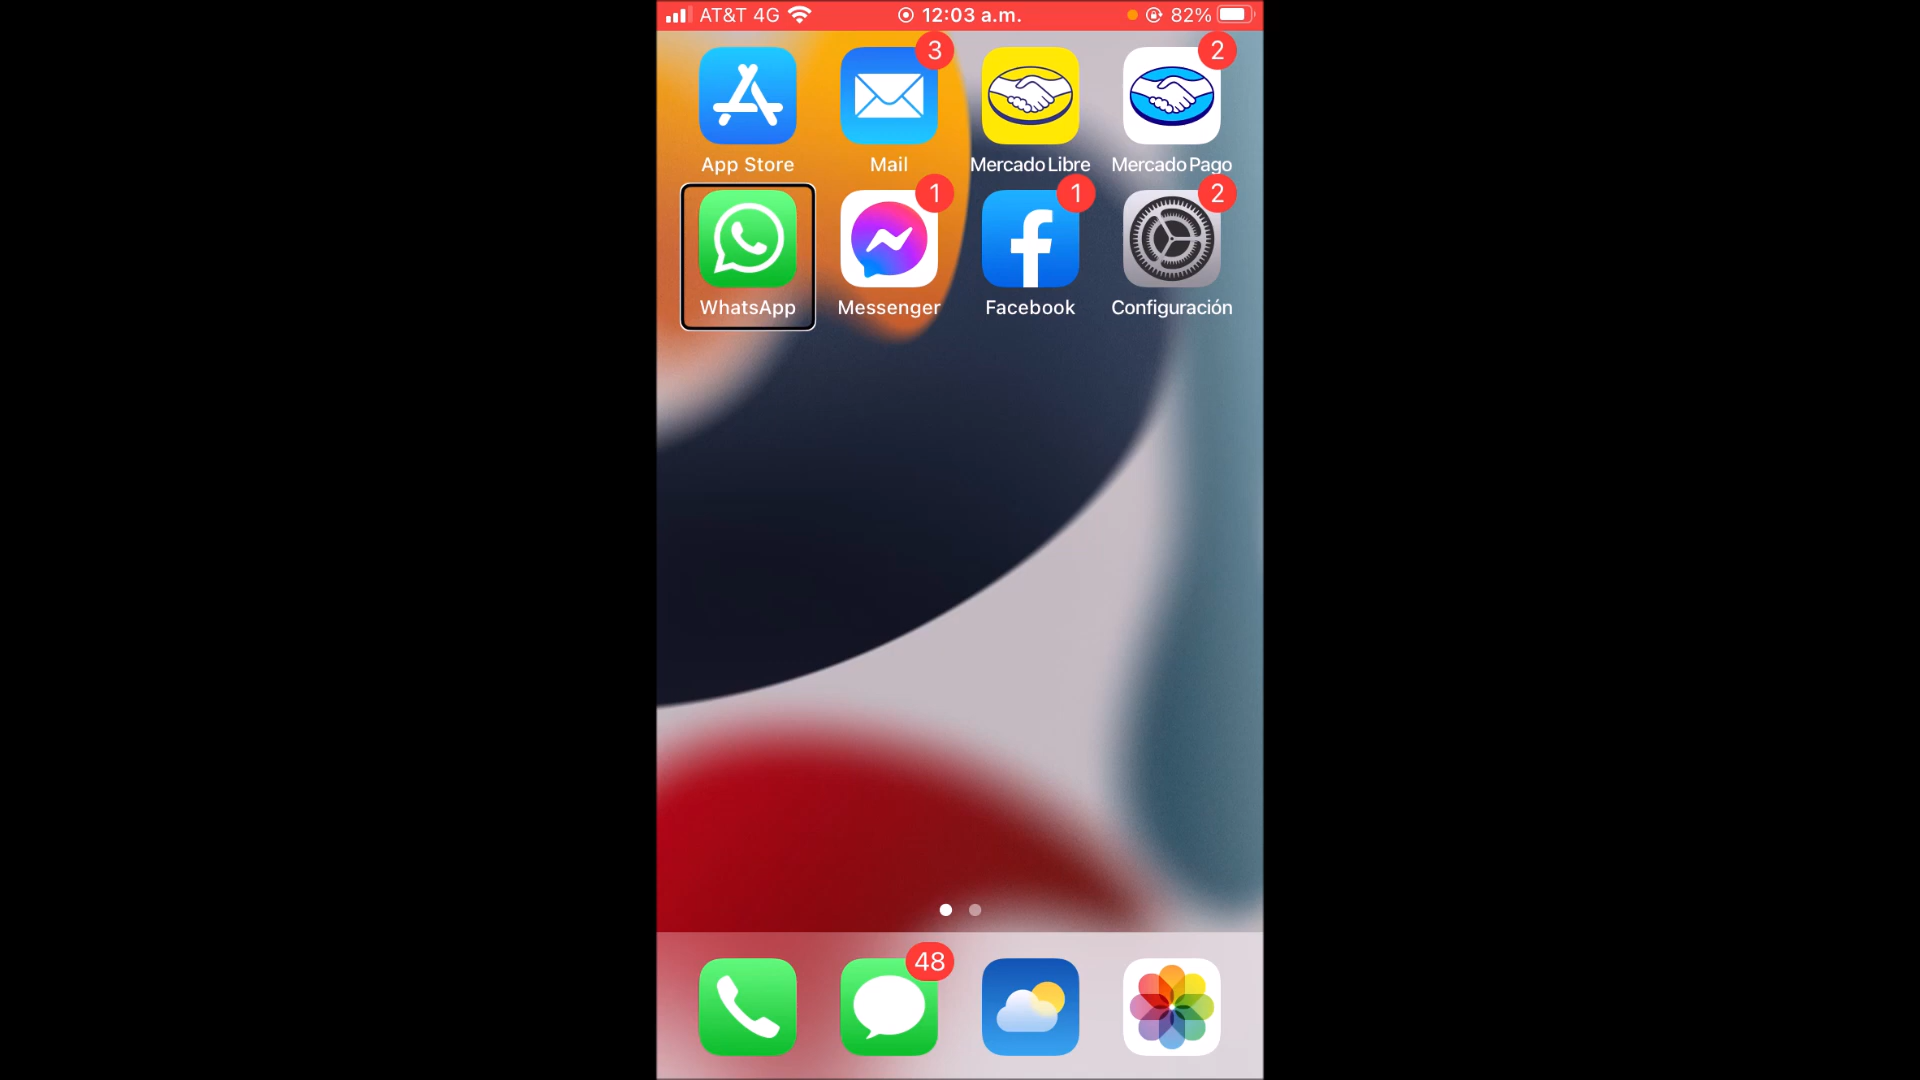 AT&T 4G 12:03 a.m. 82%
3 2
App Store Mail Mercado Libre Mercado Pago
1 1 2
WhatsApp Messenger Facebook Configuración
48